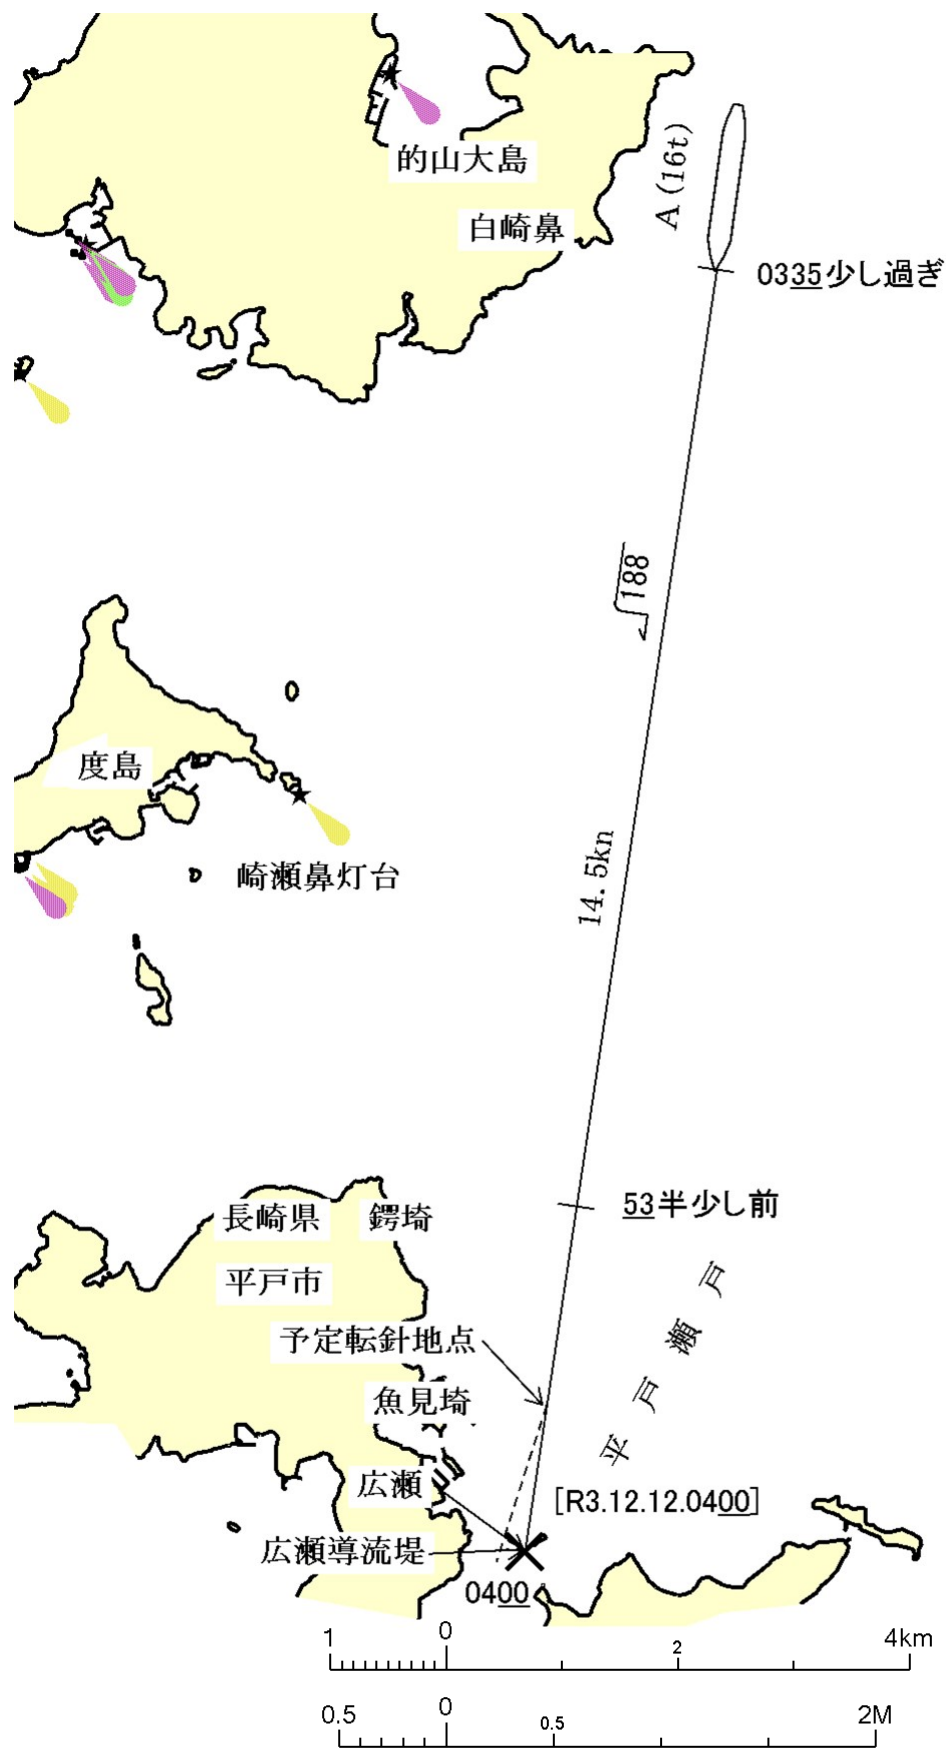 的山大島
A (16t)
白崎鼻
0335少し過ぎ
188
度島
崎瀬鼻灯台
14.5kn
長崎県
鍔埼
53半少し前
平戸市
予定転針地点
魚見埼
平戸瀬戸
広瀬
[R3.12.12.0400]
広瀬導流堤
0400
1 0 2 4km
0.5 0 0.5 2M